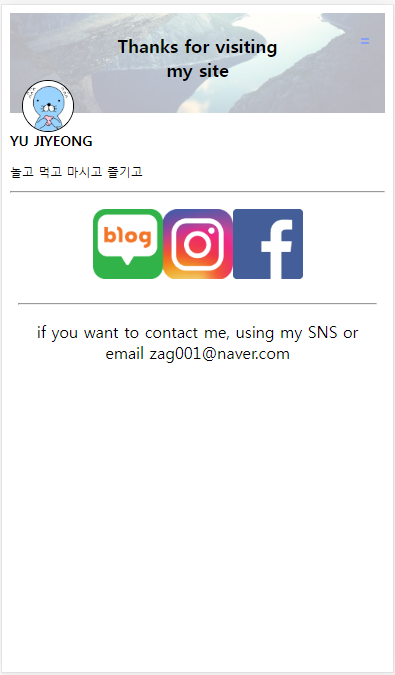 Thanks for visiting
my site
YU JIYEONG
놀고 먹고 마시고 즐기고
blog
if you want to contact me, using my SNS or
email zag001@naver.com